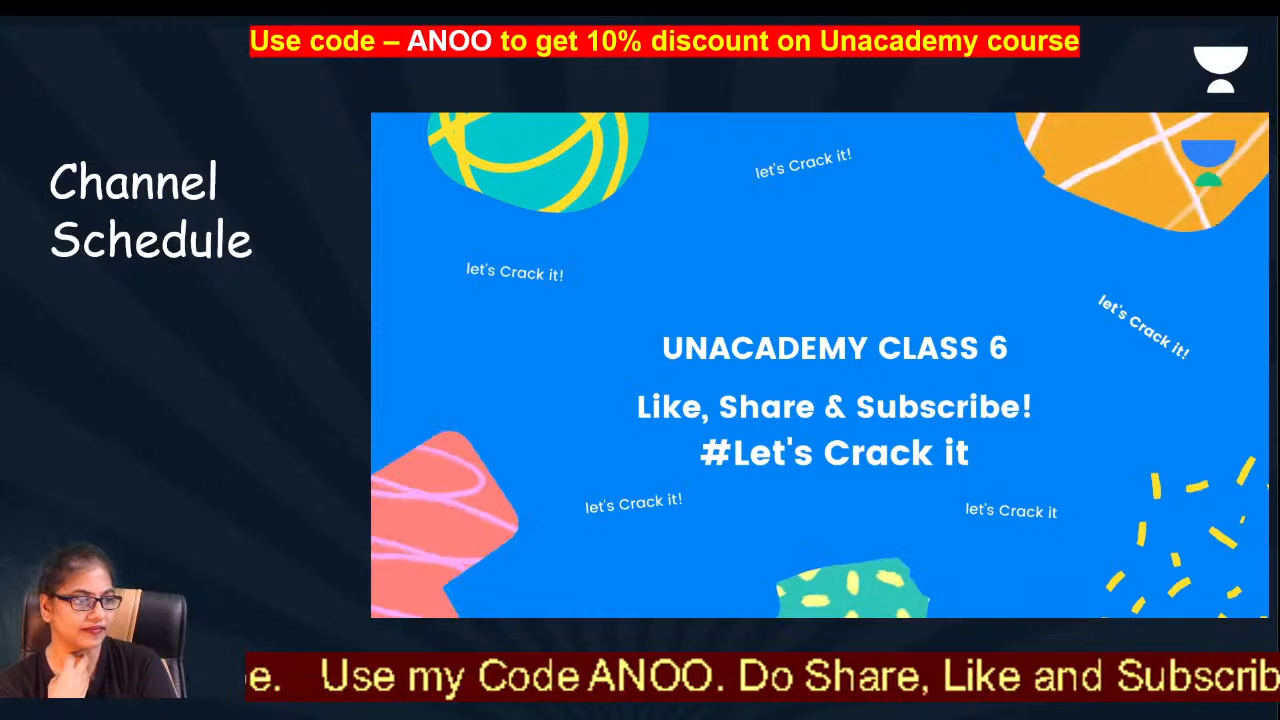 Use code – ANOO to get 10% discount on Unacademy course
Channel
Schedule
let's Crack it!
let's Crack it!
let's Crack it!
UNACADEMY CLASS 6
Like, Share & Subscribe!
#Let's Crack it
let's Crack it!
let's Crack it
e. Use my Code ANOO. Do Share, Like and Subscrib